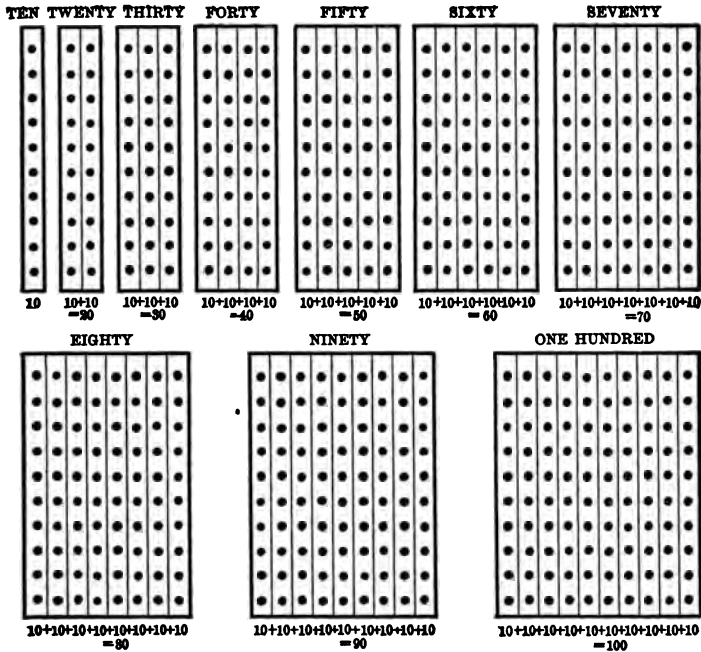 TEN TWENTY THIRTY FORTY FIFTY SIXTY SEVENTY
10 10+10 10+10+10 10+10+10+10 10+10+10+10+10 10+10+10+10+10+10 10+10+10+10+10+10+10
=20 =30 =40 =50 =60 =70
EIGHTY NINETY ONE HUNDRED
10+10+10+10+10+10+10+10 10+10+10+10+10+10+10+10+10 10+10+10+10+10+10+10+10+10+10
=80 =90 =100